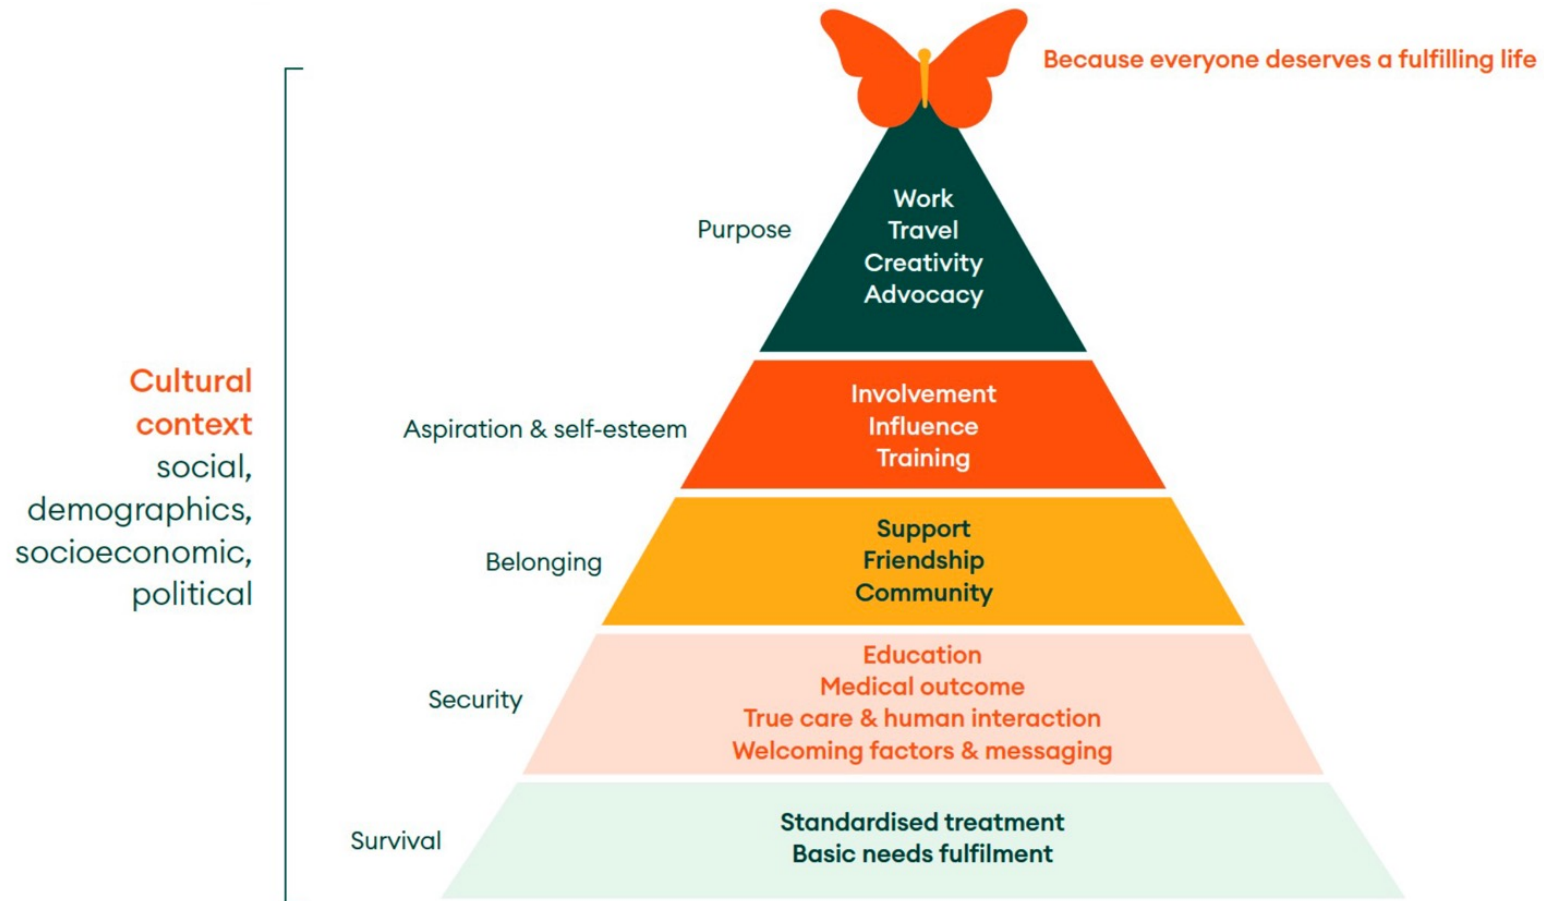 Because everyone deserves a fulfilling life
Purpose
Work
Travel
Creativity
Advocacy
Cultural
context
social,
demographics,
socioeconomic,
political
Aspiration & self-esteem
Involvement
Influence
Training
Belonging
Support
Friendship
Community
Security
Education
Medical outcome
True care & human interaction
Welcoming factors & messaging
Survival
Standardised treatment
Basic needs fulfilment